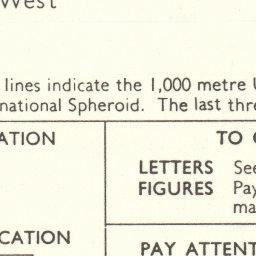 West
lines indicate the 1,000 metre U
national Spheroid. The last thre
ATION
TO
LETTERS See
FIGURES Pay
ma
CATION
PAY ATTENT